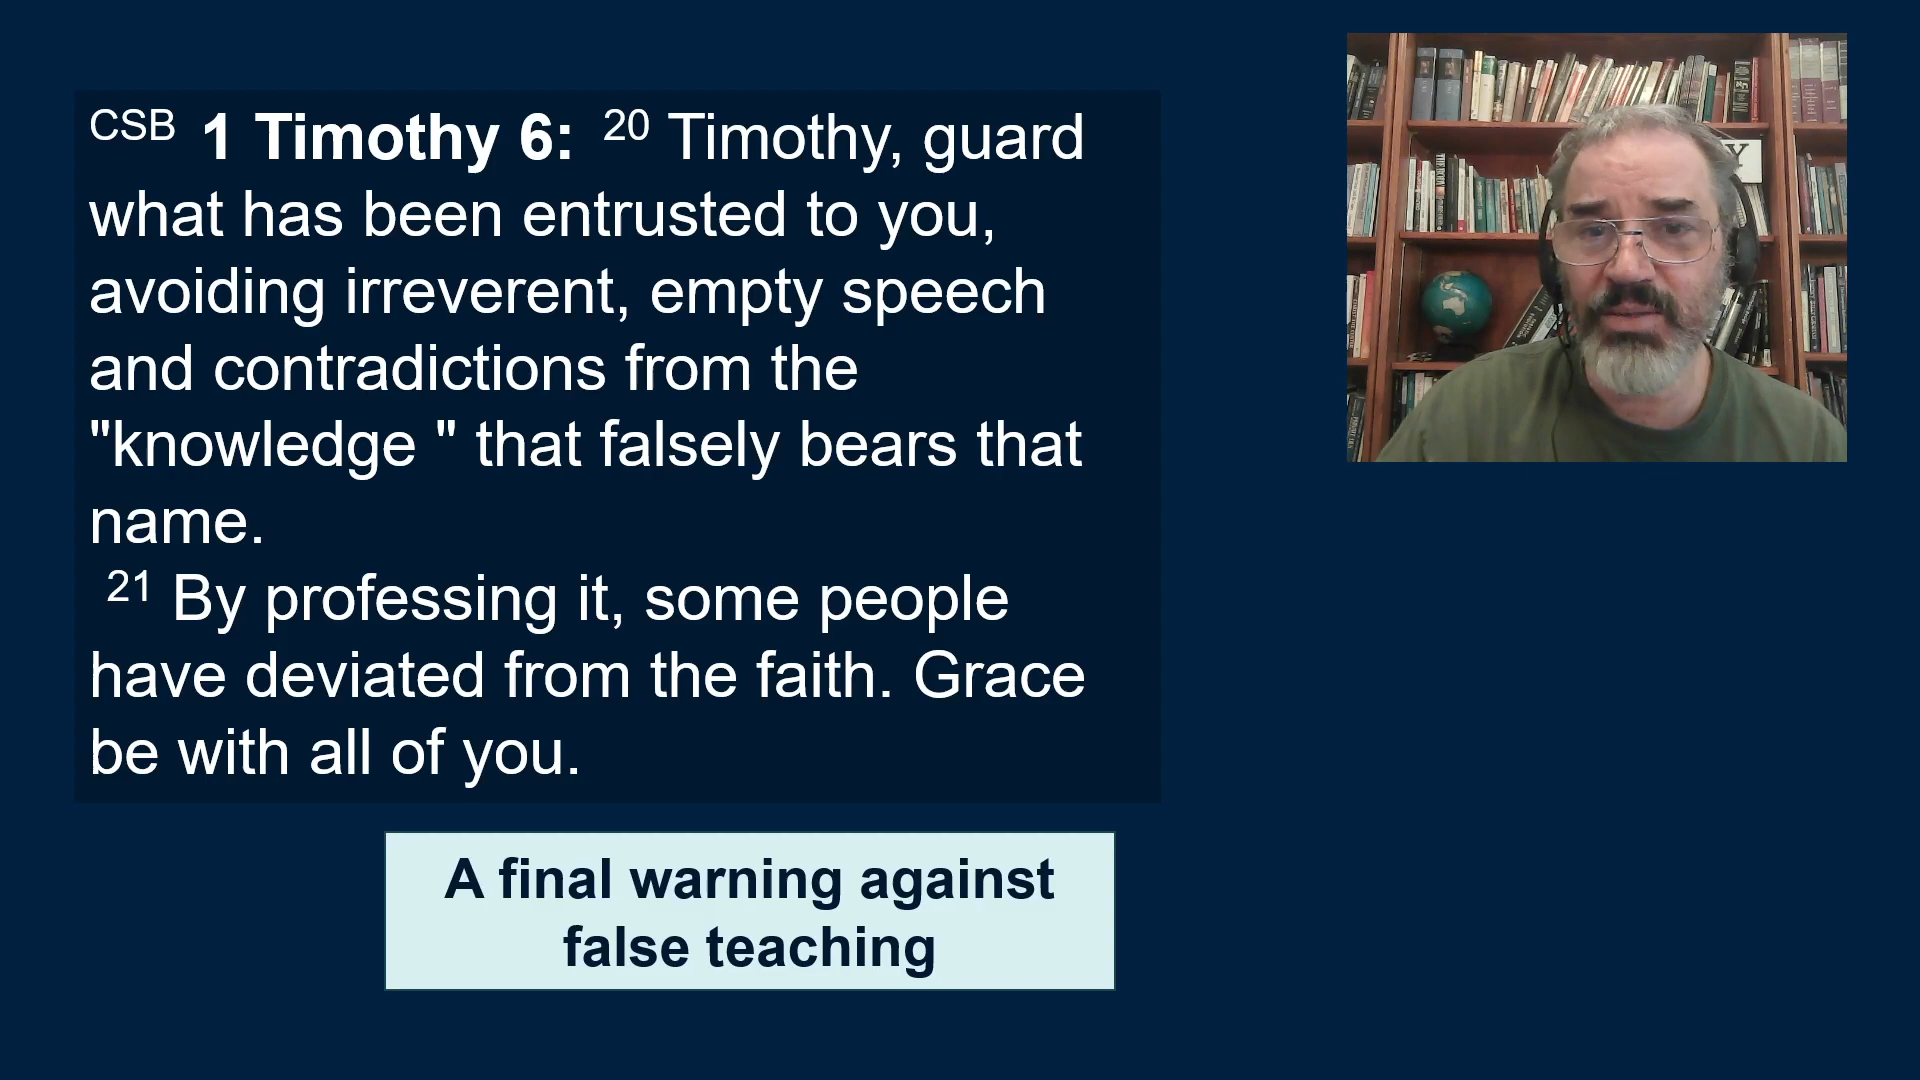 CSB 1 Timothy 6: 20 Timothy, guard
what has been entrusted to you,
avoiding irreverent, empty speech
and contradictions from the
"knowledge " that falsely bears that
name.
21 By professing it, some people
have deviated from the faith. Grace
be with all of you.
A final warning against
false teaching